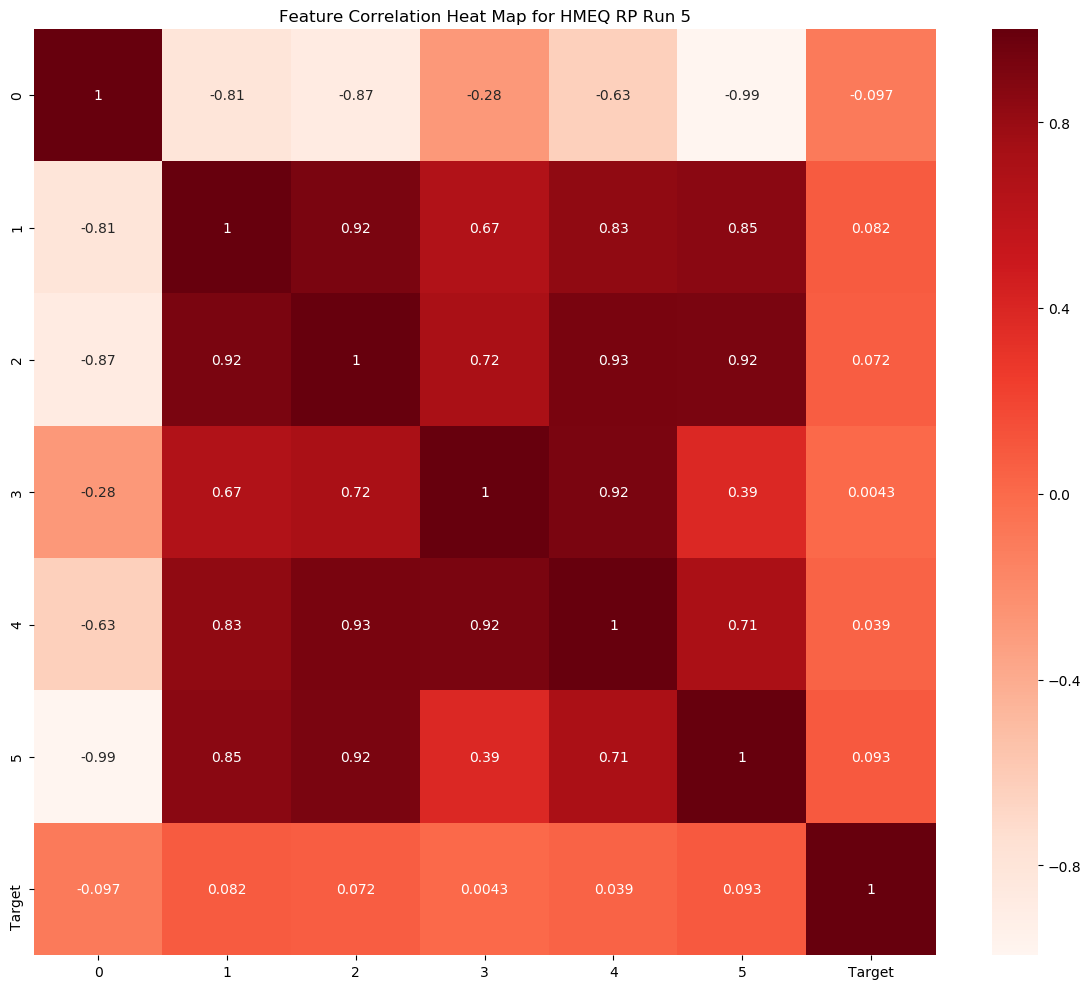 Feature Correlation Heat Map for HMEQ RP Run 5
0 1 -0.81 -0.87 -0.28 -0.63 -0.99 -0.097
1 -0.81 1 0.92 0.67 0.83 0.85 0.082
2 -0.87 0.92 1 0.72 0.93 0.92 0.072
3 -0.28 0.67 0.72 1 0.92 0.39 0.0043
4 -0.63 0.83 0.93 0.92 1 0.71 0.039
5 -0.99 0.85 0.92 0.39 0.71 1 0.093
Target -0.097 0.082 0.072 0.0043 0.039 0.093 1
0 1 2 3 4 5 Target
0.8
0.4
0.0
−0.4
−0.8